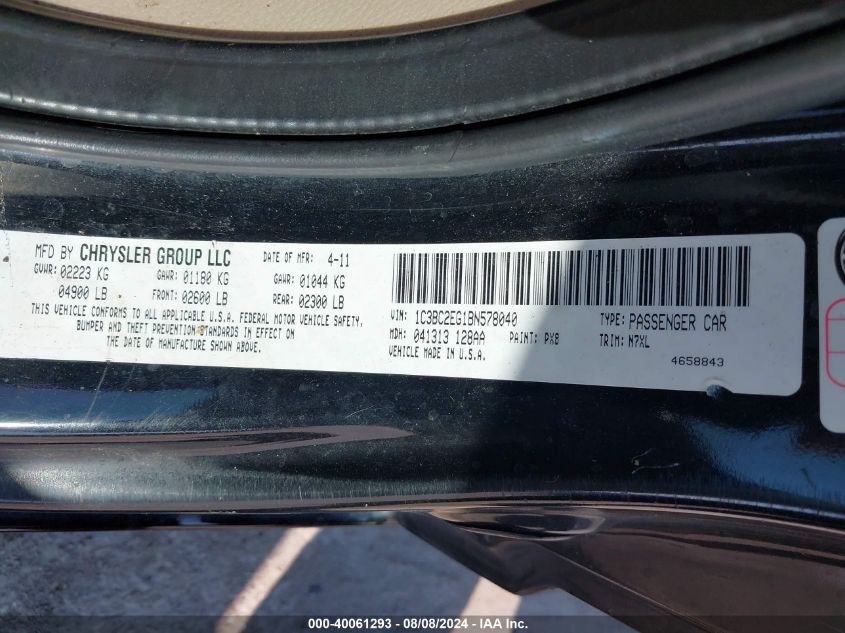 MFD BY CHRYSLER GROUP LLC DATE OF MFR: 4-11
GVWR: 02223 KG GAWR: 01180 KG GAWR: 01044 KG
04900 LB FRONT: 02600 LB REAR: 02300 LB
THIS VEHICLE CONFORMS TO ALL APPLICABLE U.S.A. FEDERAL MOTOR VEHICLE SAFETY,
BUMPER AND THEFT PREVENTION STANDARDS IN EFFECT ON
THE DATE OF MANUFACTURE SHOWN ABOVE.
VIN: 1C3BC2EG1BN578040 TYPE: PASSENGER CAR
MDH: 041313 128AA PAINT: PX8 TRIM: N7XL
VEHICLE MADE IN U.S.A. 4658843
000-40061293 - 08/08/2024 - IAA Inc.